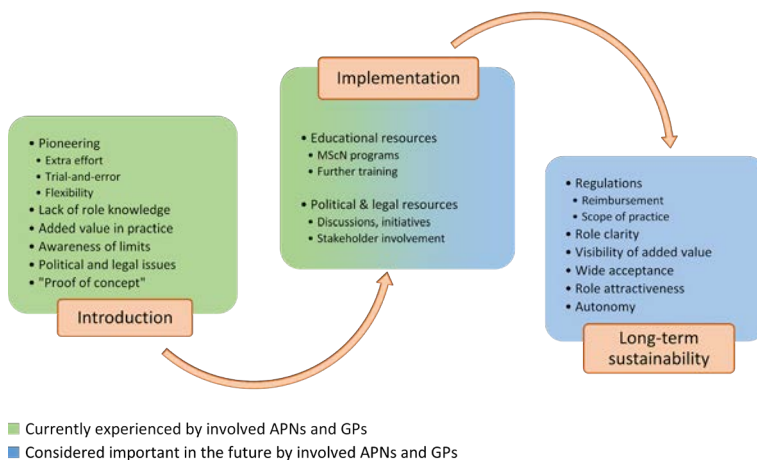 Implementation
• Pioneering
• Extra effort
• Trial-and-error
• Flexibility
• Lack of role knowledge
• Added value in practice
• Awareness of limits
• Political and legal issues
• "Proof of concept"
Introduction
• Educational resources
• MScN programs
• Further training
• Political & legal resources
• Discussions, initiatives
• Stakeholder involvement
• Regulations
• Reimbursement
• Scope of practice
• Role clarity
• Visibility of added value
• Wide acceptance
• Role attractiveness
• Autonomy
Long-term
sustainability
Currently experienced by involved APNs and GPs
Considered important in the future by involved APNs and GPs